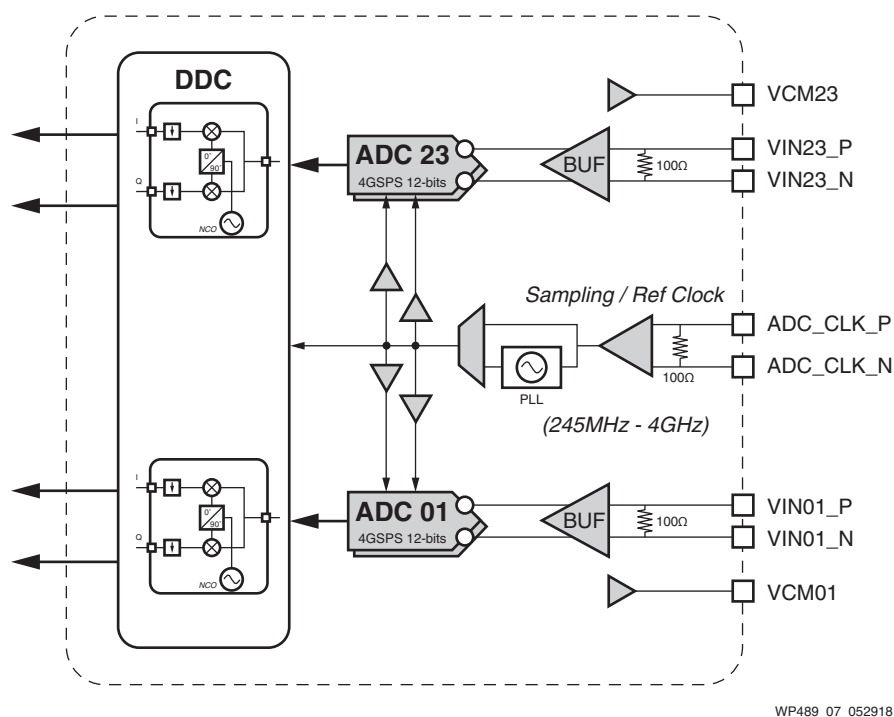 DDC
I
0˚
90˚
Q
NCO
ADC 23
4GSPS 12-bits
BUF
100Ω
VCM23
VIN23_P
VIN23_N
Sampling / Ref Clock
PLL
100Ω
ADC_CLK_P
ADC_CLK_N
(245MHz - 4GHz)
I
0˚
90˚
Q
NCO
ADC 01
4GSPS 12-bits
BUF
100Ω
VIN01_P
VIN01_N
VCM01
WP489_07_052918